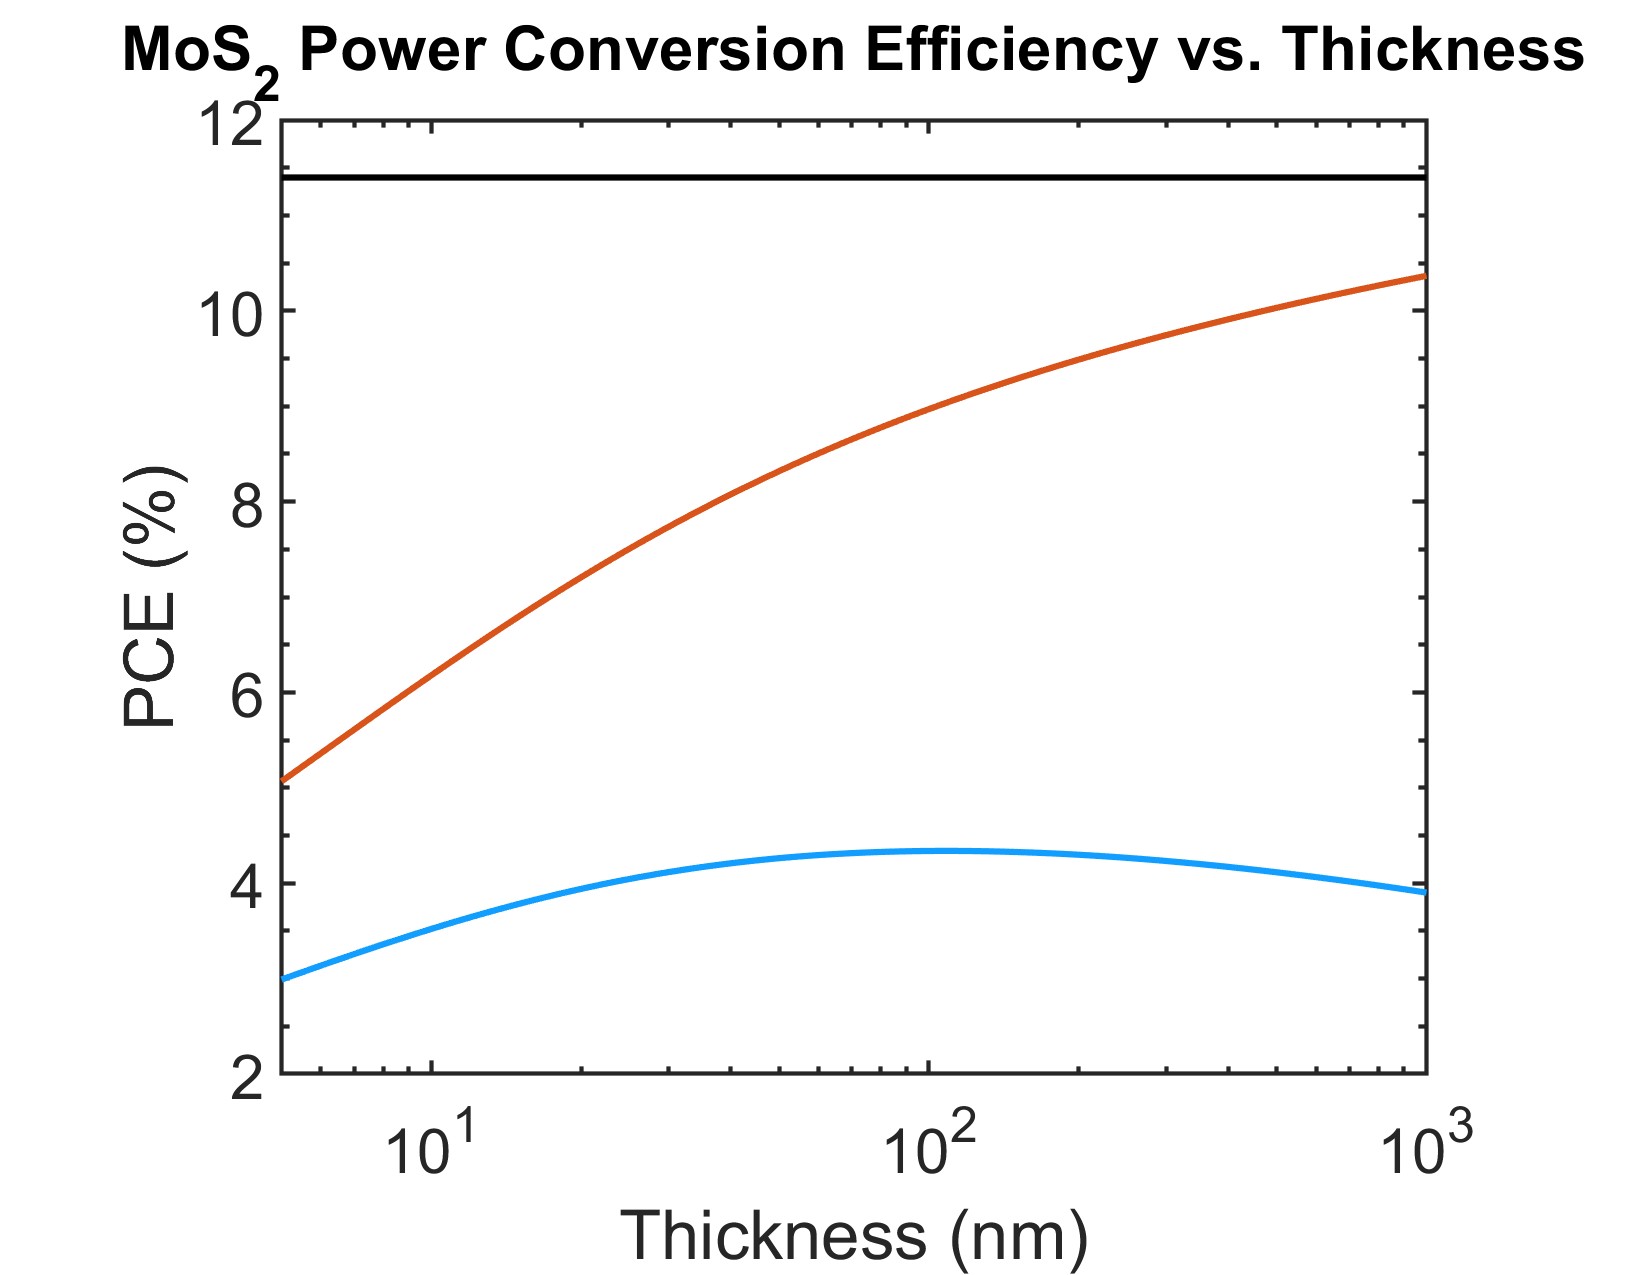 MoS2 Power Conversion Efficiency vs. Thickness
12
10
8
6
4
2
PCE (%)
10^1 10^2 10^3
Thickness (nm)